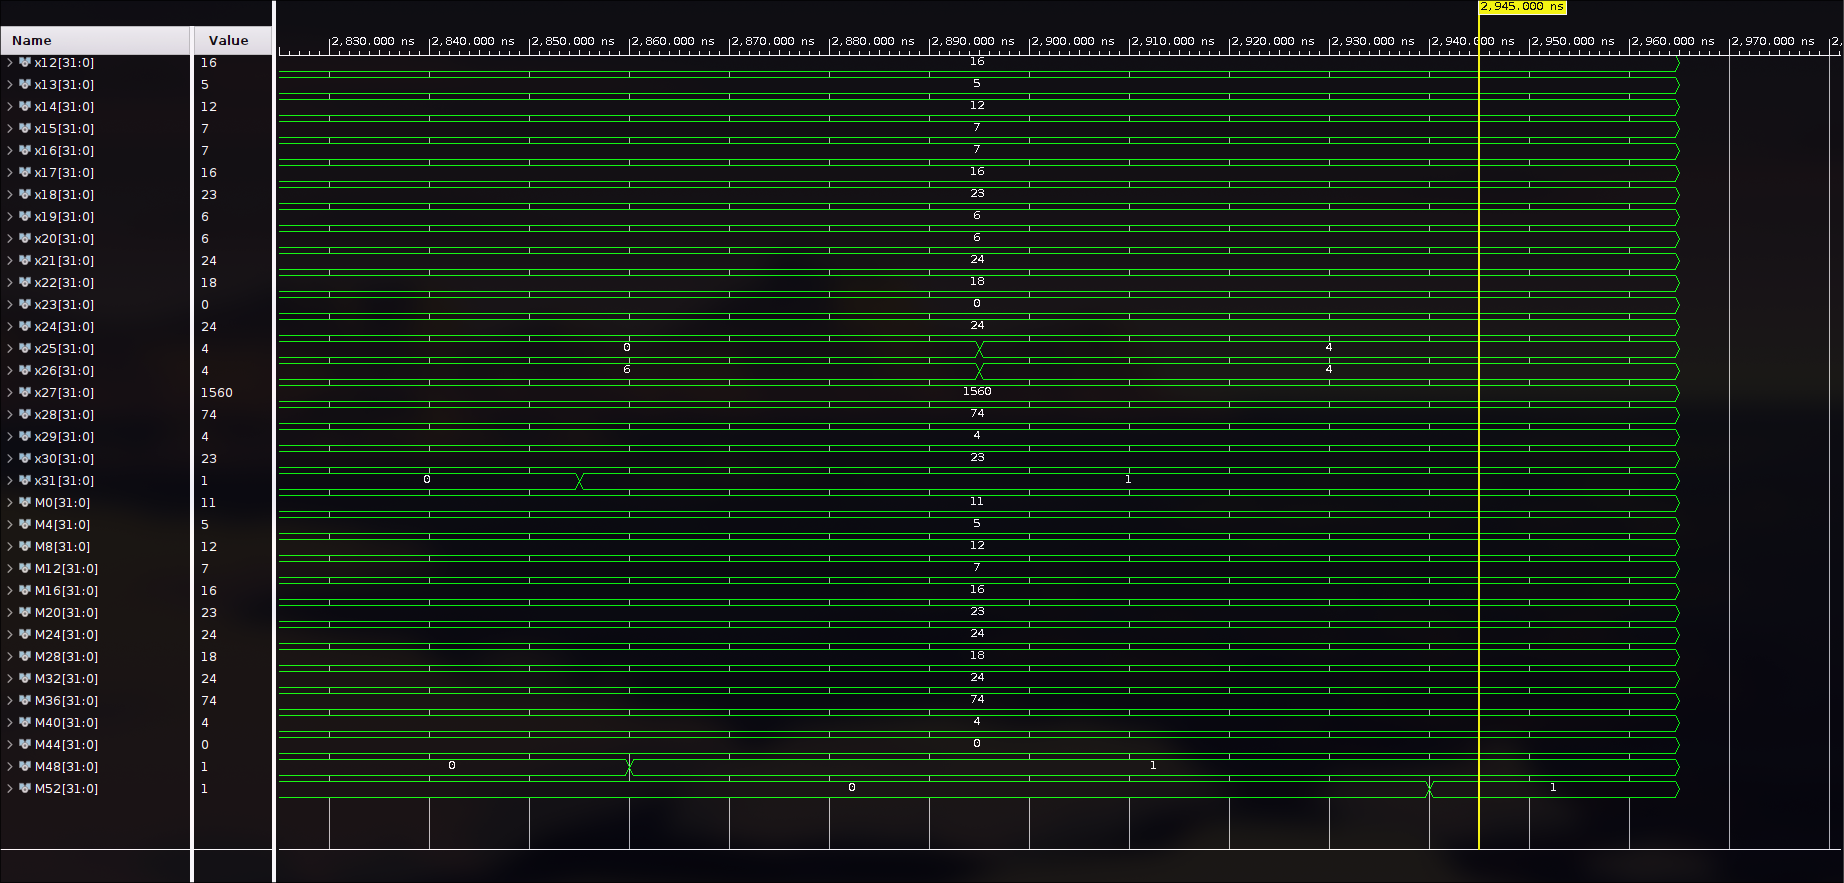 2,945.000 ns
Name Value 2,830.000 ns 2,840.000 ns 2,850.000 ns 2,860.000 ns 2,870.000 ns 2,880.000 ns 2,890.000 ns 2,900.000 ns 2,910.000 ns 2,920.000 ns 2,930.000 ns 2,940.000 ns 2,950.000 ns 2,960.000 ns 2,970.000 ns 2,
x12[31:0] 16 16
x13[31:0] 5 5
x14[31:0] 12 12
x15[31:0] 7 7
x16[31:0] 7 7
x17[31:0] 16 16
x18[31:0] 23 23
x19[31:0] 6 6
x20[31:0] 6 6
x21[31:0] 24 24
x22[31:0] 18 18
x23[31:0] 0 0
x24[31:0] 24 24
x25[31:0] 4 0 4
x26[31:0] 4 6 4
x27[31:0] 1560 1560
x28[31:0] 74 74
x29[31:0] 4 4
x30[31:0] 23 23
x31[31:0] 1 0 1
M0[31:0] 11 11
M4[31:0] 5 5
M8[31:0] 12 12
M12[31:0] 7 7
M16[31:0] 16 16
M20[31:0] 23 23
M24[31:0] 24 24
M28[31:0] 18 18
M32[31:0] 24 24
M36[31:0] 74 74
M40[31:0] 4 4
M44[31:0] 0 0
M48[31:0] 1 0 1
M52[31:0] 1 0 1